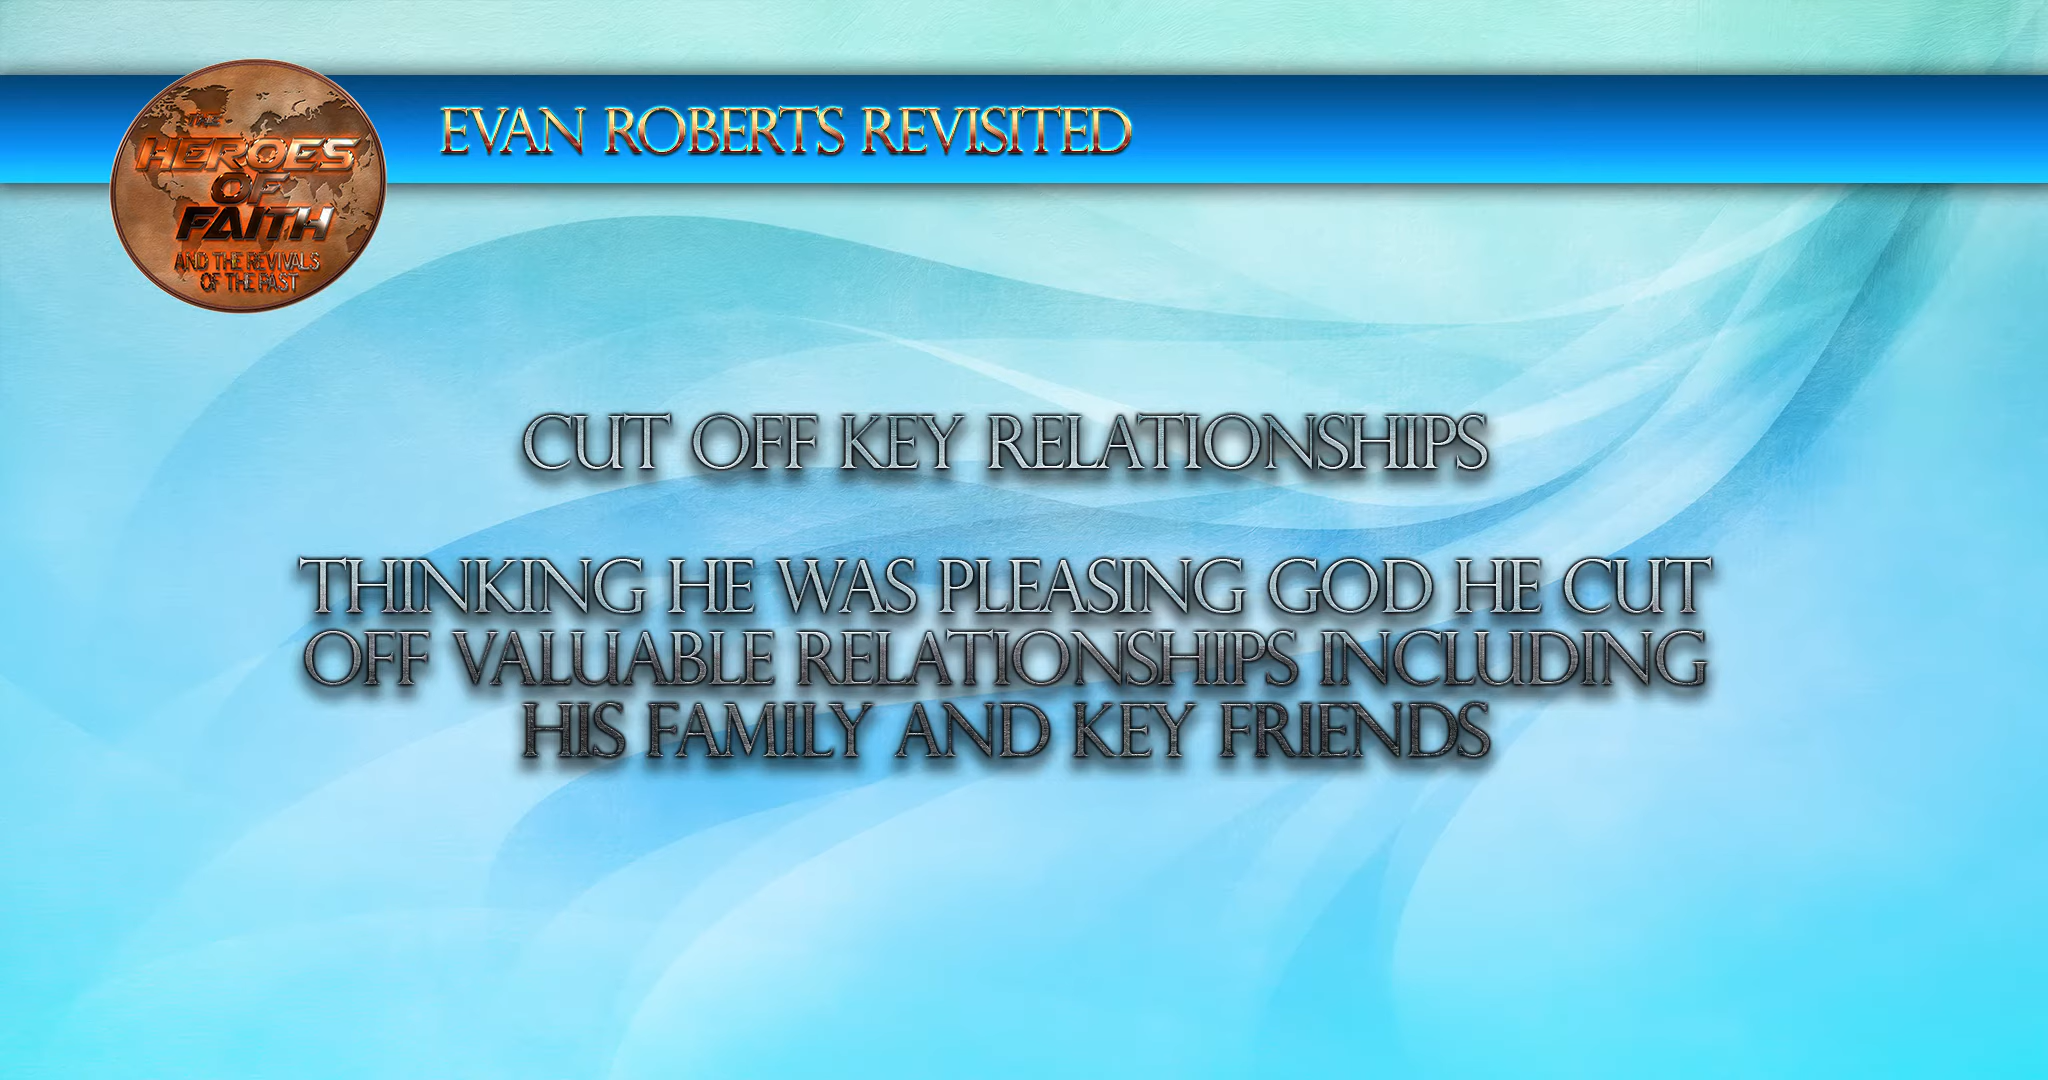 THE
HEROES
OF
FAITH
AND THE REVIVALS
OF THE PAST
EVAN ROBERTS REVISITED
CUT OFF KEY RELATIONSHIPS
THINKING HE WAS PLEASING GOD HE CUT
OFF VALUABLE RELATIONSHIPS INCLUDING
HIS FAMILY AND KEY FRIENDS